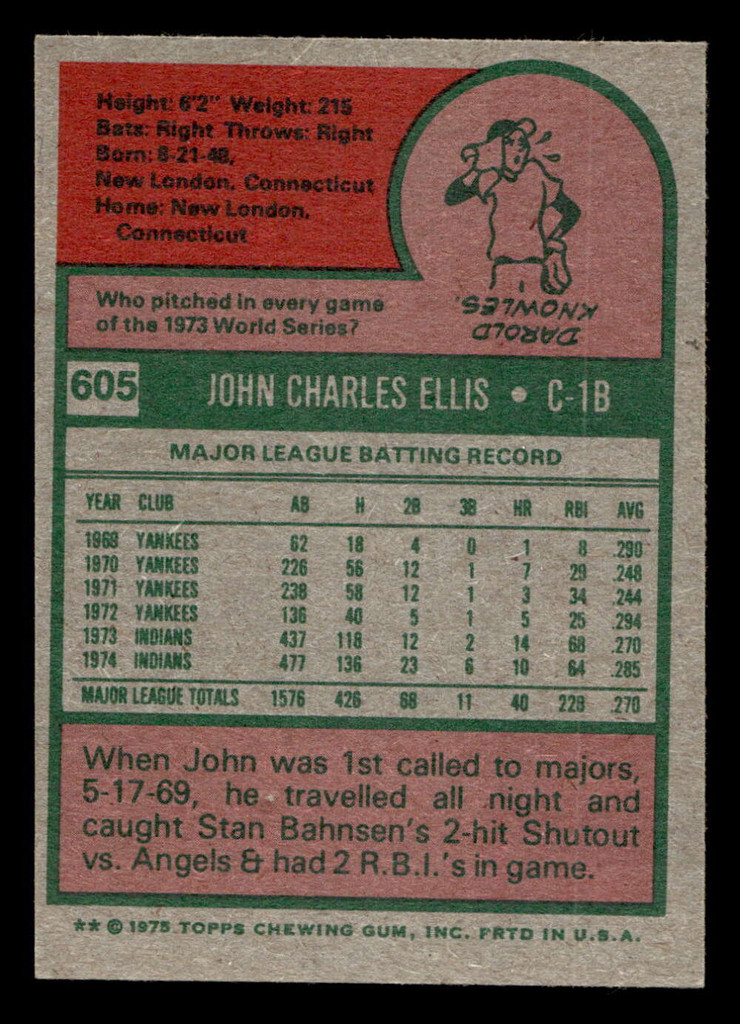 Height: 6'2" Weight: 215
Bats: Right Throws: Right
Born: 8-21-48,
New London, Connecticut
Home: New London,
Connecticut
Who pitched in every game
of the 1973 World Series?
DAROLD
KNOWLES.
605 JOHN CHARLES ELLIS • C-1B
MAJOR LEAGUE BATTING RECORD
YEAR CLUB AB H 2B 3B HR RBI AVG
1969 YANKEES 62 18 4 0 1 8 .290
1970 YANKEES 226 56 12 1 7 29 .248
1971 YANKEES 238 58 12 1 3 34 .244
1972 YANKEES 136 40 5 1 5 25 .294
1973 INDIANS 437 118 12 2 14 68 .270
1974 INDIANS 477 136 23 6 10 64 .285
MAJOR LEAGUE TOTALS 1576 426 68 11 40 228 .270
When John was 1st called to majors,
5-17-69, he travelled all night and
caught Stan Bahnsen's 2-hit Shutout
vs. Angels & had 2 R.B.I.'s in game.
** © 1975 TOPPS CHEWING GUM, INC. PRTD IN U.S.A.